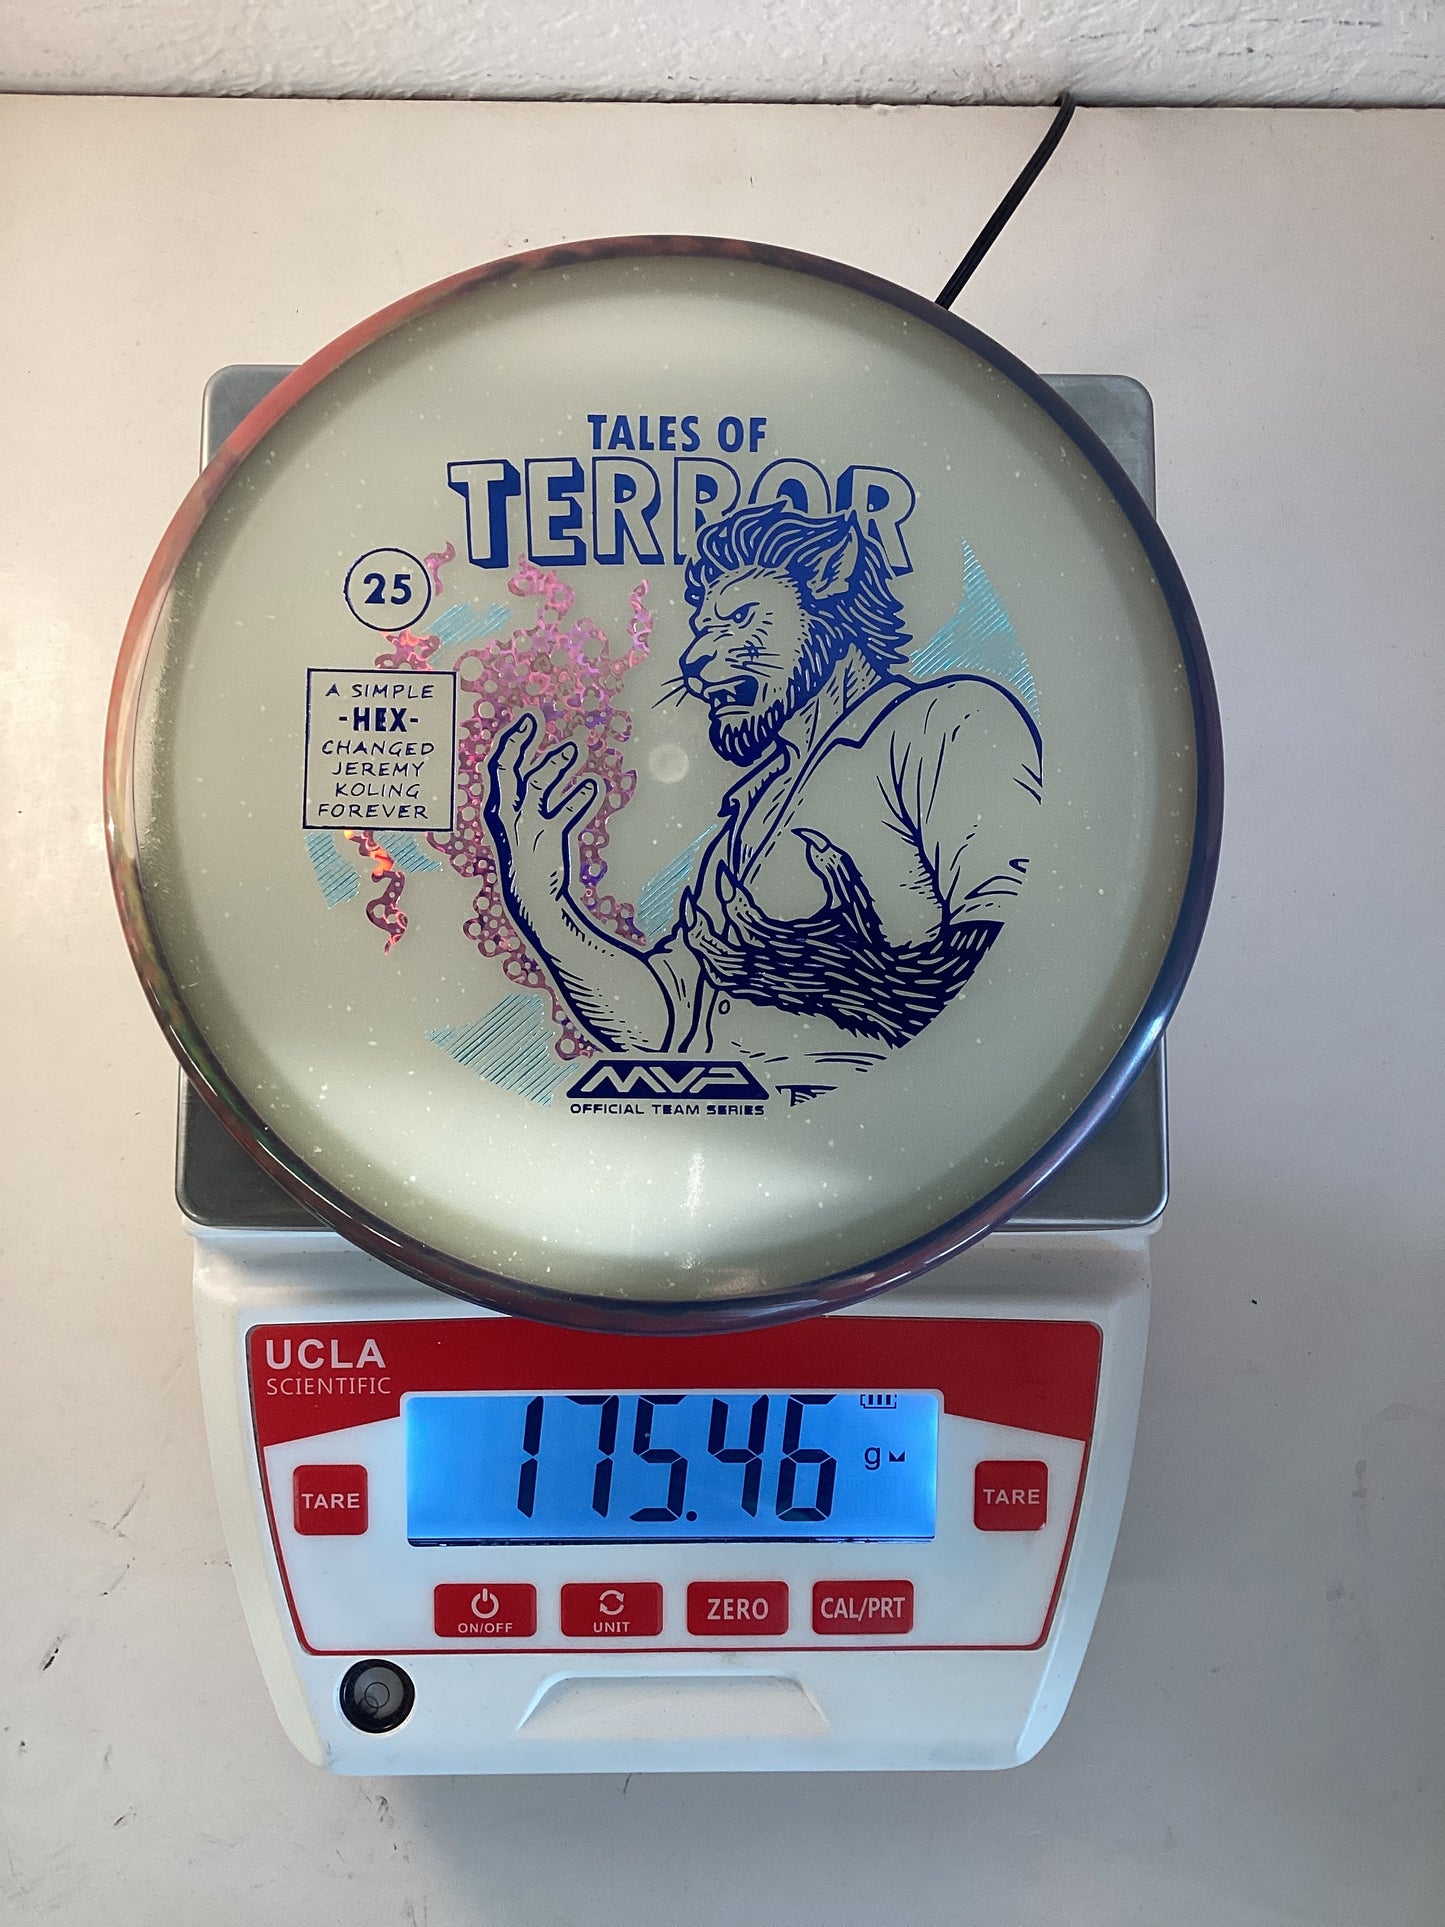 TALES OF
TERROR
25
A SIMPLE
-HEX-
CHANGED
JEREMY
KOLING
FOREVER
MVP
OFFICIAL TEAM SERIES
UCLA
SCIENTIFIC
175.46
g
TARE
TARE
ON/OFF
UNIT
ZERO
CAL/PRT